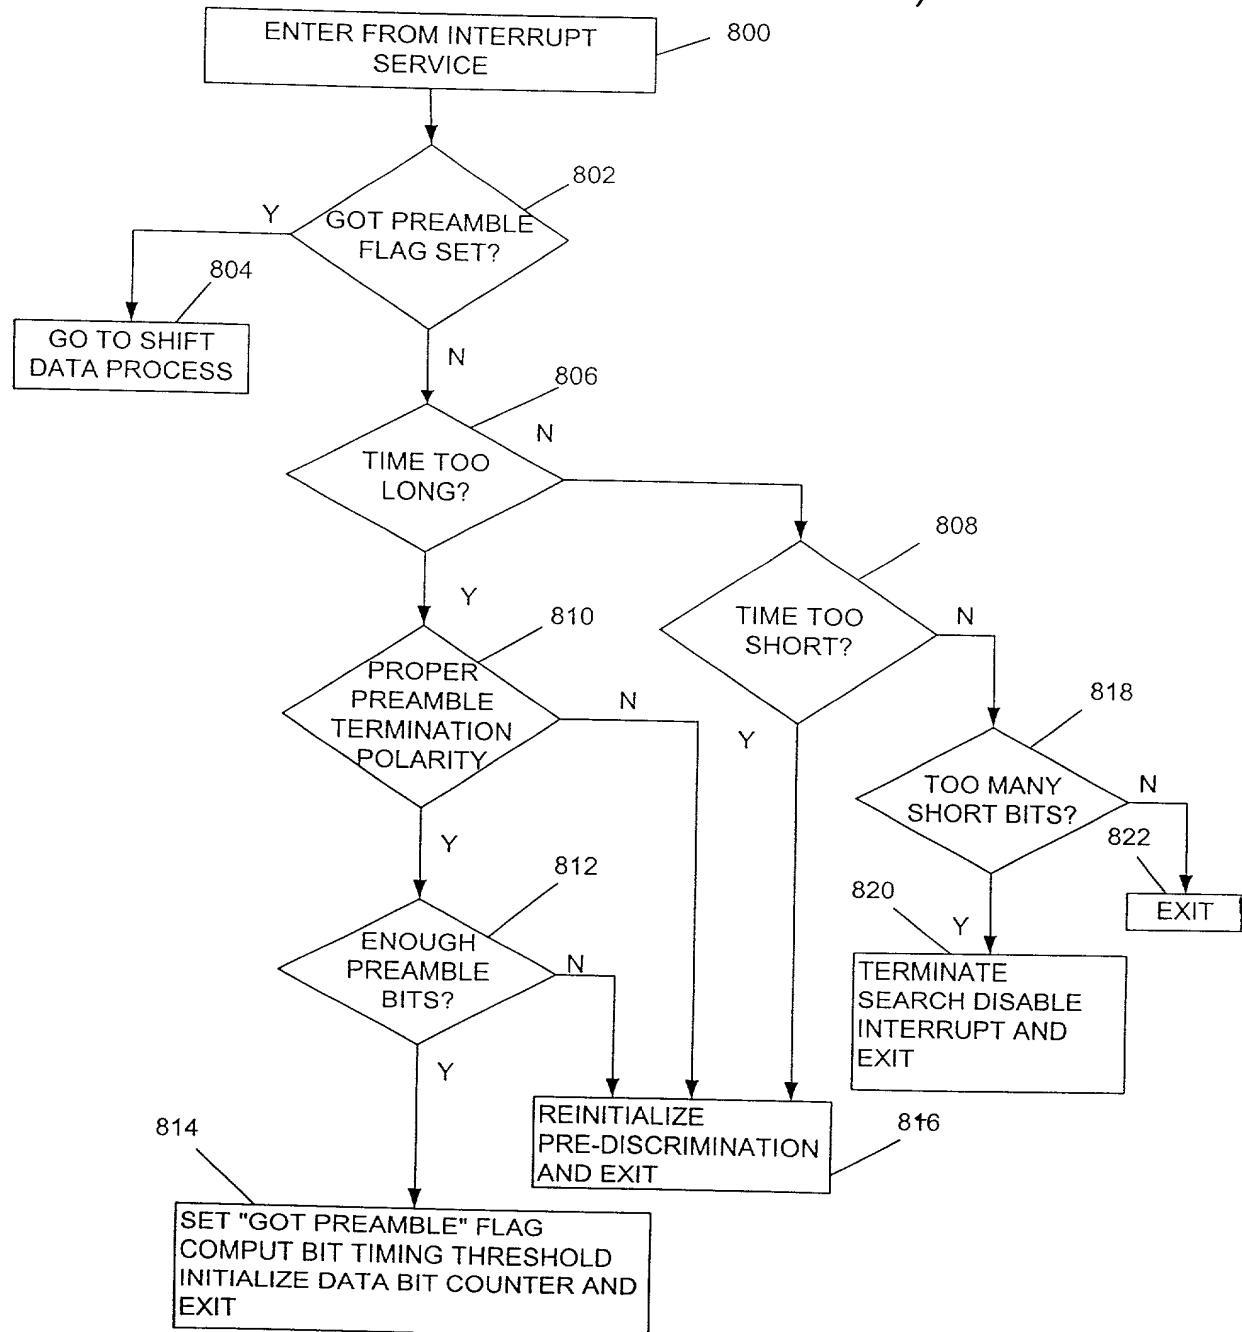 ENTER FROM INTERRUPT
SERVICE
800
802
GOT PREAMBLE
FLAG SET?
Y
804
GO TO SHIFT
DATA PROCESS
N
806
TIME TOO
LONG?
N
808
TIME TOO
SHORT?
N
Y
810
PROPER
PREAMBLE
TERMINATION
POLARITY
N
Y
818
TOO MANY
SHORT BITS?
N
822
EXIT
Y
812
ENOUGH
PREAMBLE
BITS?
N
820
Y
TERMINATE
SEARCH DISABLE
INTERRUPT AND
EXIT
Y
REINITIALIZE
PRE-DISCRIMINATION
AND EXIT
816
814
SET "GOT PREAMBLE" FLAG
COMPUT BIT TIMING THRESHOLD
INITIALIZE DATA BIT COUNTER AND
EXIT